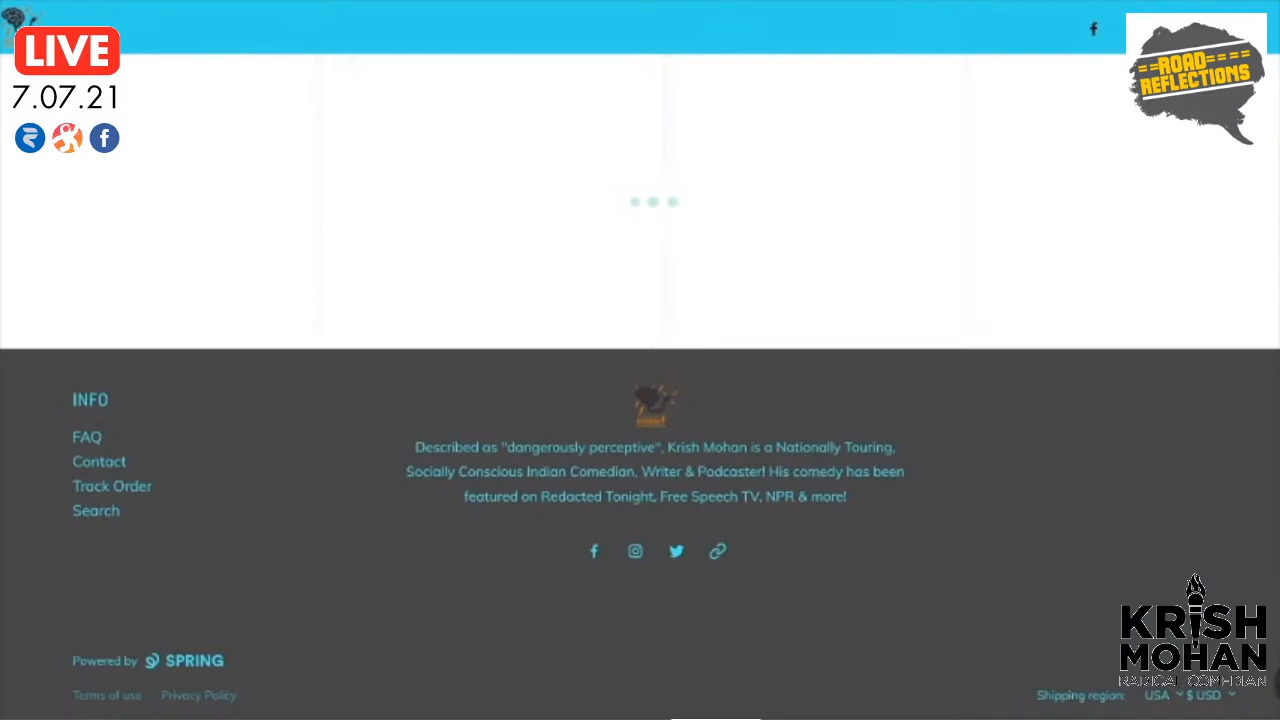 LIVE
7.07.21
==ROAD====
REFLECTIONS
INFO
FAQ
Contact
Track Order
Search
Described as "dangerously perceptive", Krish Mohan is a Nationally Touring,
Socially Conscious Indian Comedian, Writer & Podcaster! His comedy has been
featured on Redacted Tonight, Free Speech TV, NPR & more!
KRISH
MOHAN
RADICAL COMEDIAN
Powered by SPRING
Terms of use Privacy Policy
Shipping region: USA $ USD